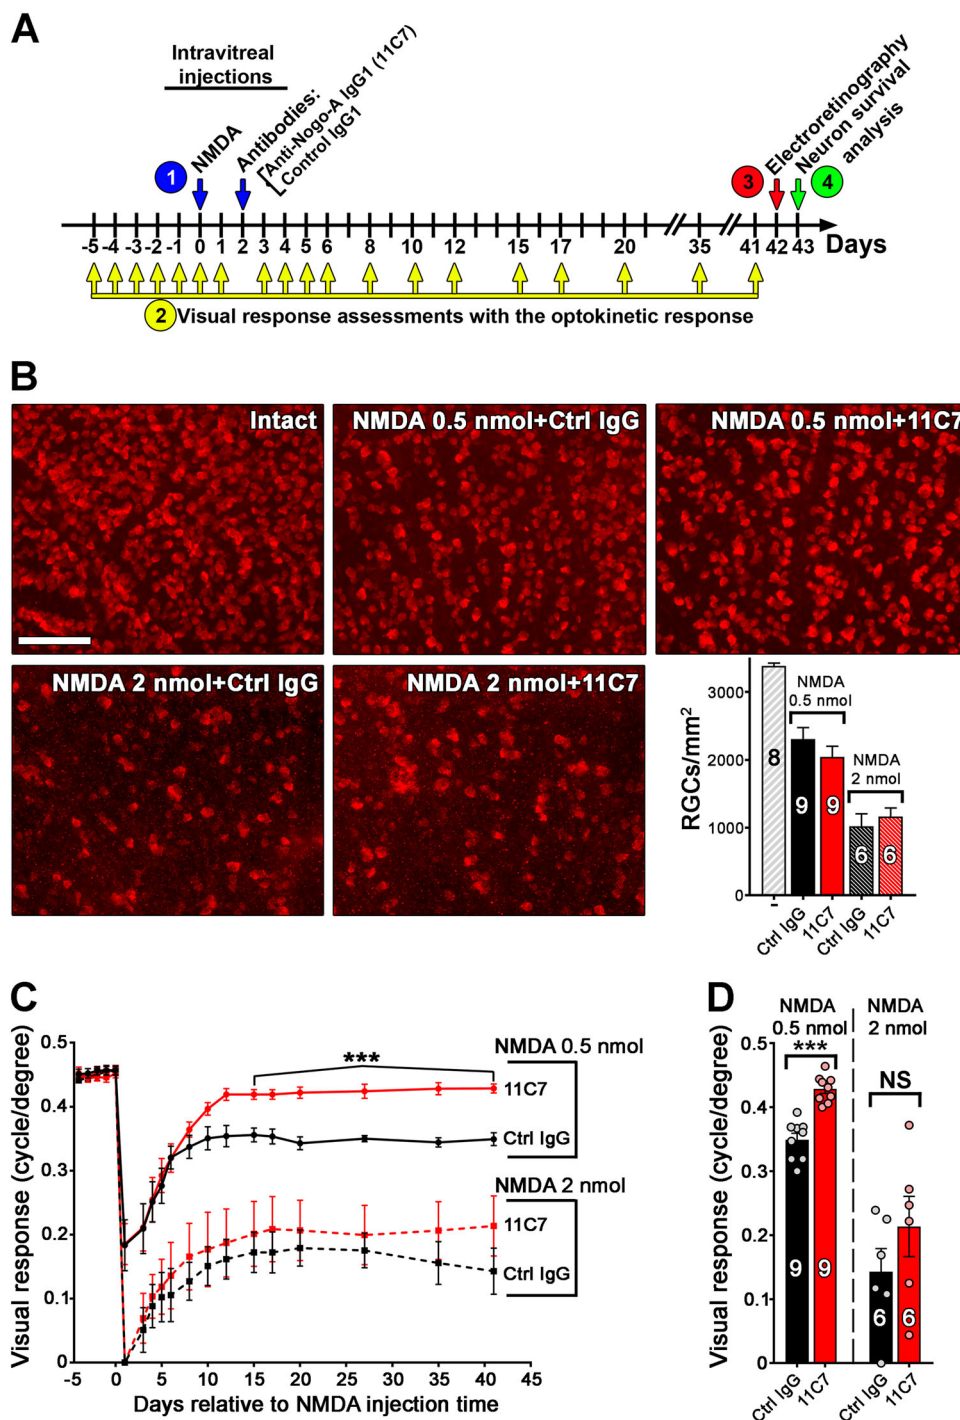 A
Intravitreal
injections
NMDA
Antibodies:
Anti-Nogo-A IgG1 (11C7)
Control IgG1
Electroretinography
Neuron survival
analysis
1
3
4
-5 -4 -3 -2 -1 0 1 2 3 4 5 6 8 10 12 15 17 20 35 41 42 43 Days
2 Visual response assessments with the optokinetic response
B
Intact
NMDA 0.5 nmol+Ctrl IgG
NMDA 0.5 nmol+11C7
NMDA 2 nmol+Ctrl IgG
NMDA 2 nmol+11C7
RGCs/mm²
3000
2000
1000
0
NMDA
0.5 nmol
NMDA
2 nmol
8
9
9
6
6
-
Ctrl IgG
11C7
Ctrl IgG
11C7
C
Visual response (cycle/degree)
0.5
0.4
0.3
0.2
0.1
0
-5 0 5 10 15 20 25 30 35 40 45
Days relative to NMDA injection time
***
NMDA 0.5 nmol
11C7
Ctrl IgG
NMDA 2 nmol
11C7
Ctrl IgG
D
Visual response (cycle/degree)
0.5
0.4
0.3
0.2
0.1
0
NMDA
0.5 nmol
NMDA
2 nmol
***
NS
9
9
6
6
Ctrl IgG
11C7
Ctrl IgG
11C7